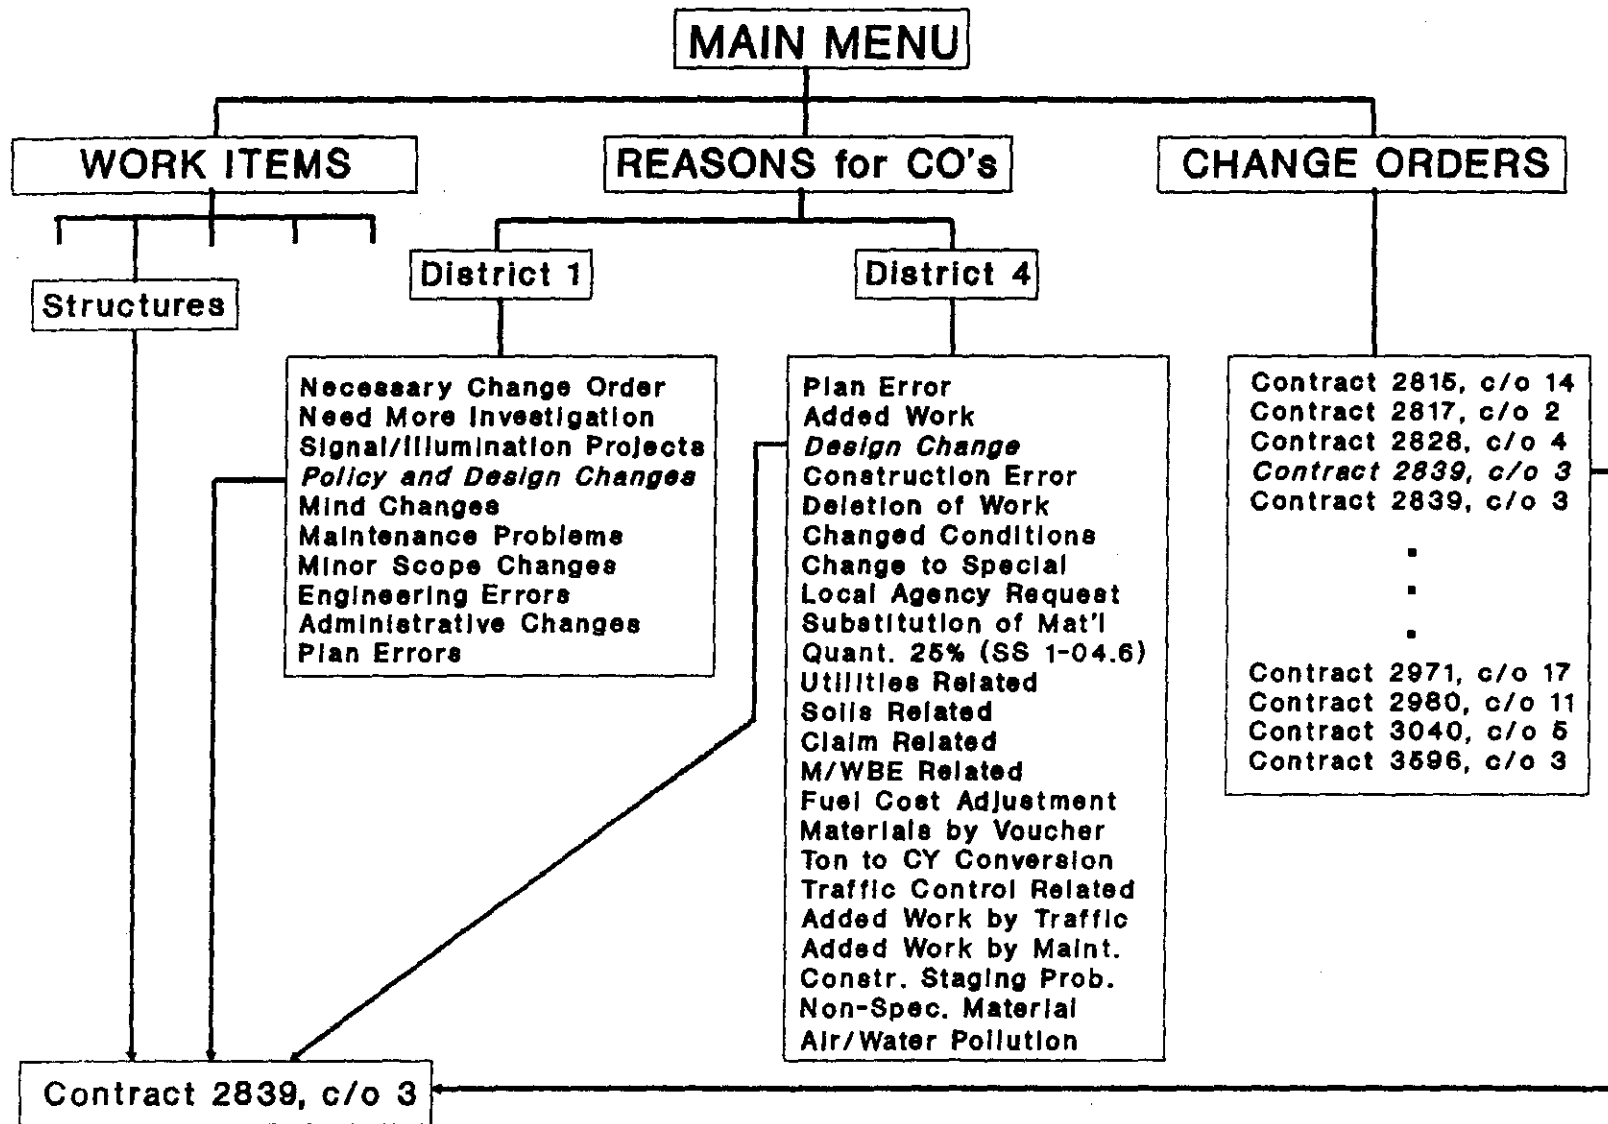 MAIN MENU
WORK ITEMS
REASONS for CO's
CHANGE ORDERS
Structures
District 1
District 4
Necessary Change Order
Need More Investigation
Signal/Illumination Projects
Policy and Design Changes
Mind Changes
Maintenance Problems
Minor Scope Changes
Engineering Errors
Administrative Changes
Plan Errors
Plan Error
Added Work
Design Change
Construction Error
Deletion of Work
Changed Conditions
Change to Special
Local Agency Request
Substitution of Mat'l
Quant. 25% (SS 1-04.6)
Utilities Related
Soils Related
Claim Related
M/WBE Related
Fuel Cost Adjustment
Materials by Voucher
Ton to CY Conversion
Traffic Control Related
Added Work by Traffic
Added Work by Maint.
Constr. Staging Prob.
Non-Spec. Material
Air/Water Pollution
Contract 2815, c/o 14
Contract 2817, c/o 2
Contract 2828, c/o 4
Contract 2839, c/o 3
Contract 2839, c/o 3
.
.
.
Contract 2971, c/o 17
Contract 2980, c/o 11
Contract 3040, c/o 5
Contract 3596, c/o 3
Contract 2839, c/o 3